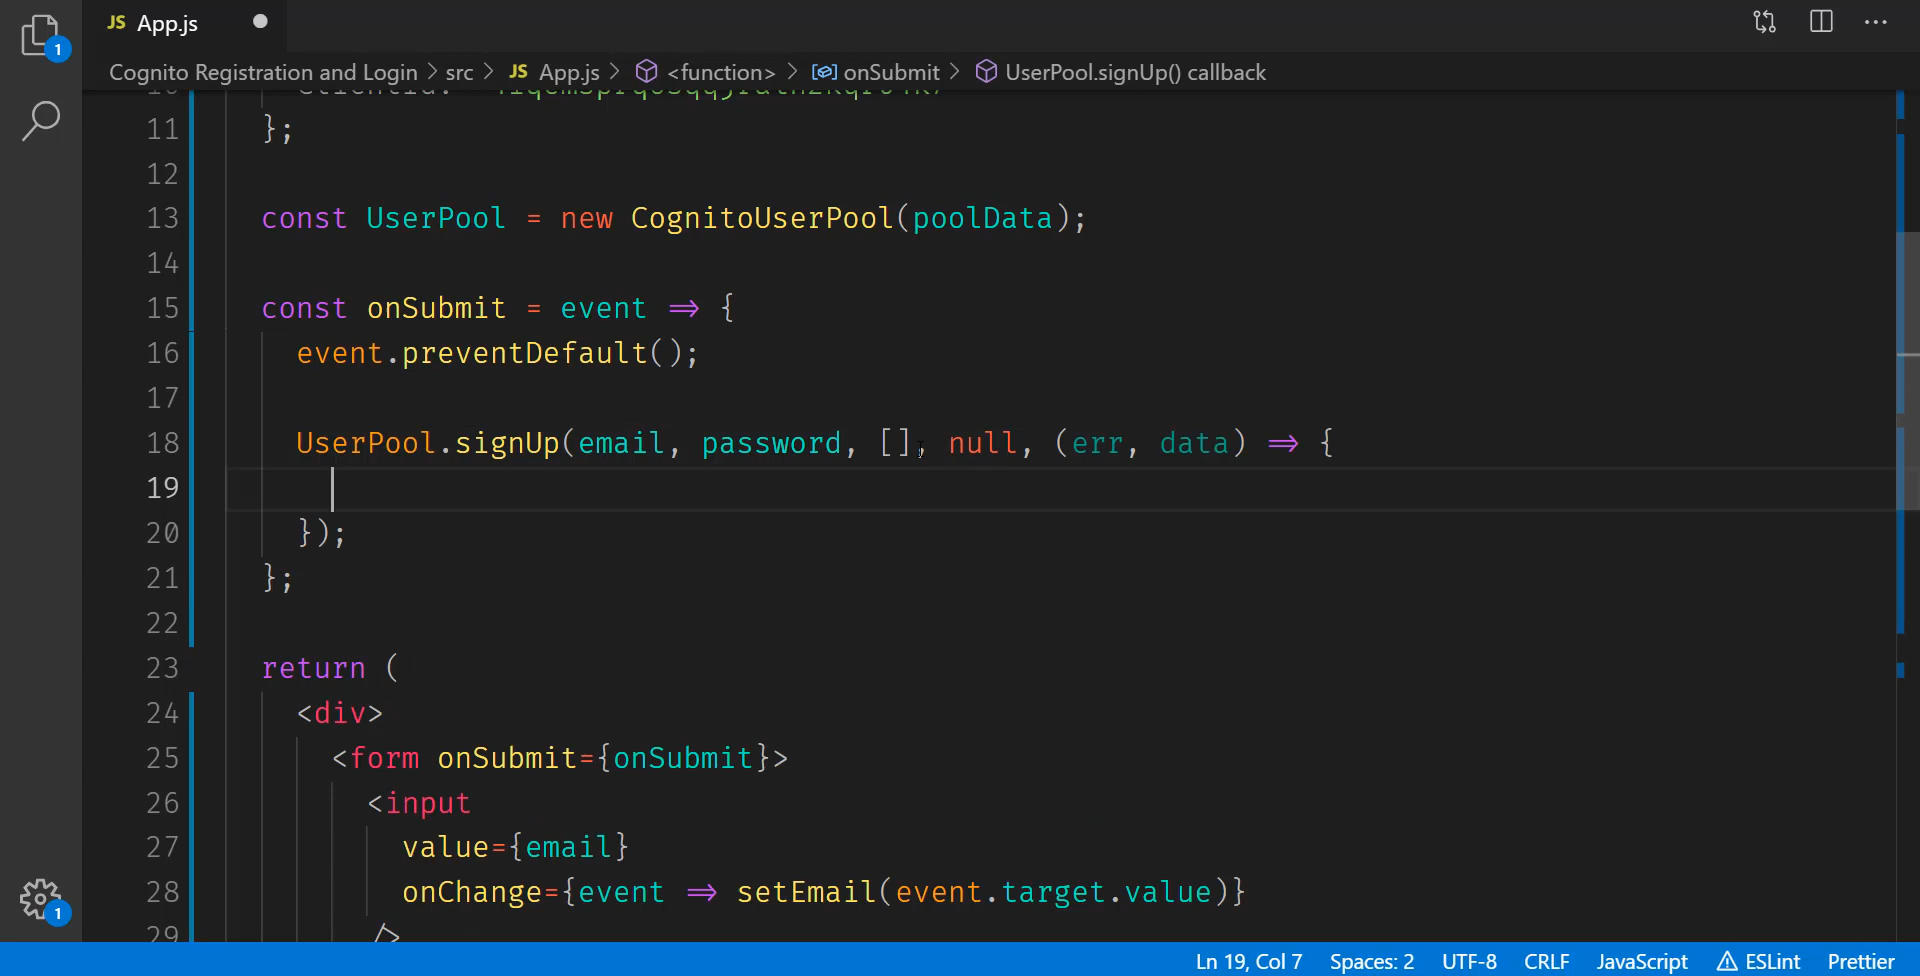 1
JS App.js
Cognito Registration and Login > src > JS App.js > <function> > onSubmit > UserPool.signUp() callback
11 };
12
13 const UserPool = new CognitoUserPool(poolData);
14
15 const onSubmit = event => {
16 event.preventDefault();
17
18 UserPool.signUp(email, password, [], null, (err, data) => {
19
20 });
21 };
22
23 return (
24 <div>
25 <form onSubmit={onSubmit}>
26 <input
27 value={email}
28 onChange={event => setEmail(event.target.value)}
29 />
1
Ln 19, Col 7 Spaces: 2 UTF-8 CRLF JavaScript ESLint Prettier